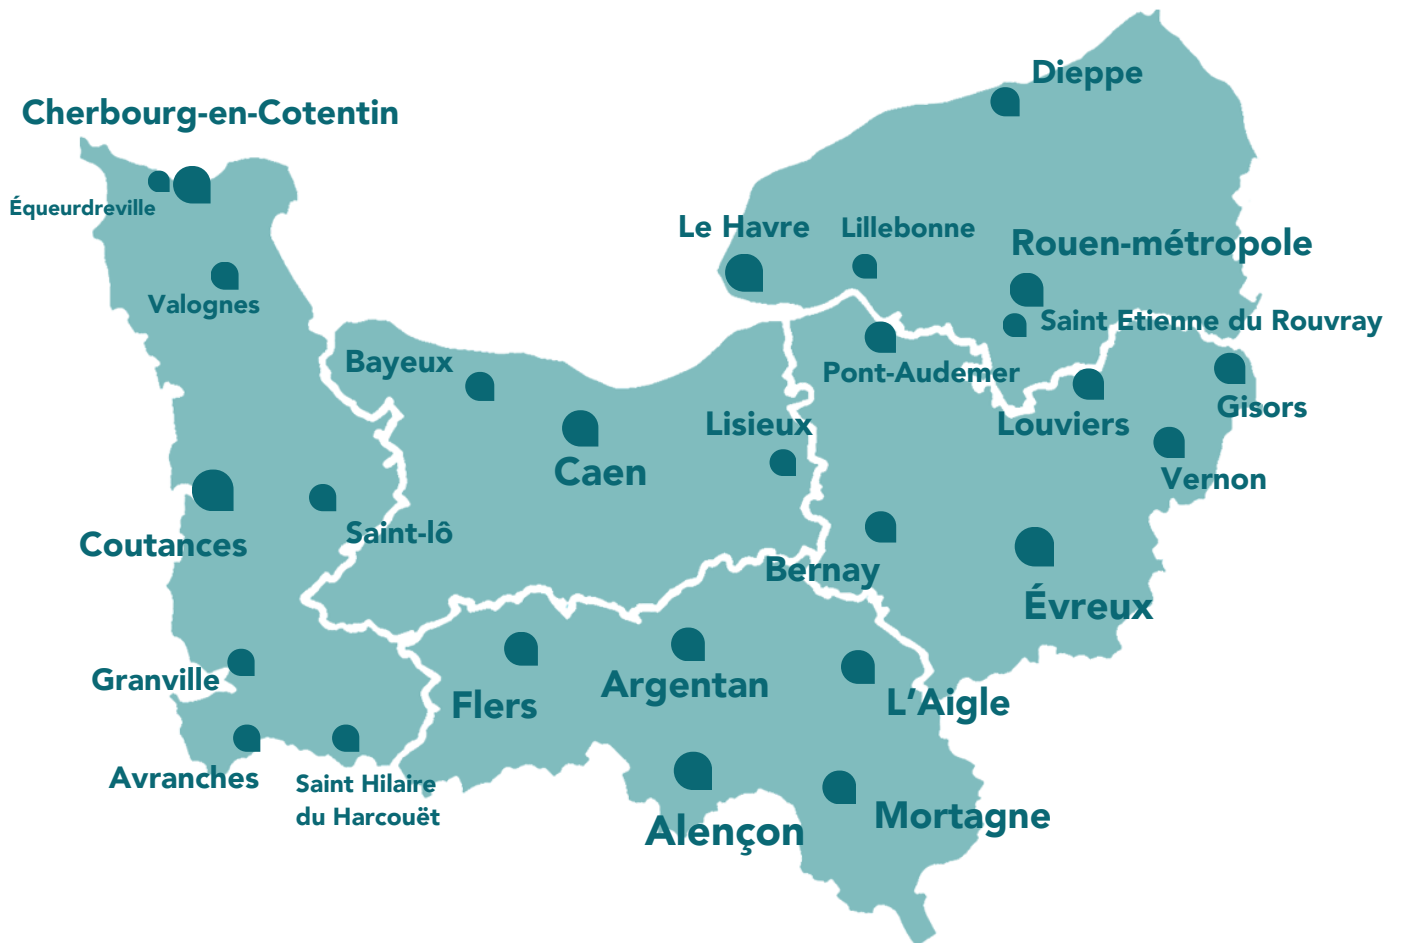 Dieppe
Cherbourg-en-Cotentin
Équeurdreville
Le Havre
Lillebonne
Rouen-métropole
Valognes
Saint Etienne du Rouvray
Bayeux
Pont-Audemer
Gisors
Lisieux
Louviers
Caen
Vernon
Saint-lô
Coutances
Bernay
Évreux
Granville
Argentan
Flers
L’Aigle
Avranches
Saint Hilaire
du Harcouët
Mortagne
Alençon